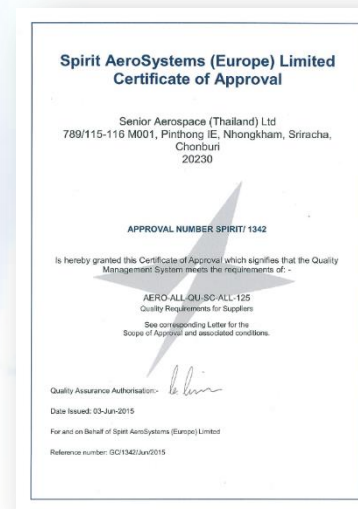 Spirit AeroSystems (Europe) Limited
Certificate of Approval
Senior Aerospace (Thailand) Ltd
789/115-116 M001, Pinthong IE, Nhongkham, Sriracha,
Chonburi
20230
APPROVAL NUMBER SPIRIT/ 1342
Is hereby granted this Certificate of Approval which signifies that the Quality
Management System meets the requirements of: -
AERO-ALL-QU-SC-ALL-125
Quality Requirements for Suppliers
See corresponding Letter for the
Scope of Approval and associated conditions.
Quality Assurance Authorisation:-
Date Issued: 03-Jun-2015
For and on Behalf of Spirit AeroSystems (Europe) Limited
Reference number: GC/1342/Jun/2015